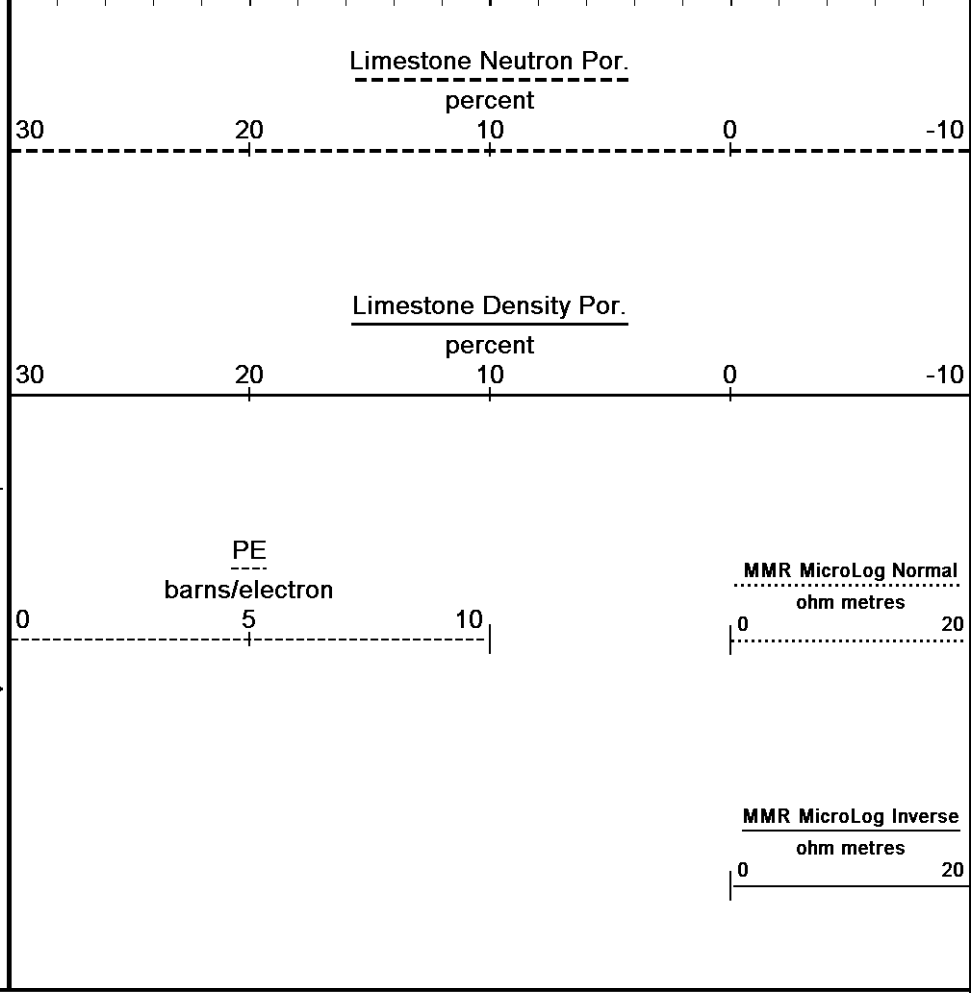 Limestone Neutron Por.
percent
30 20 10 0 -10
Limestone Density Por.
percent
30 20 10 0 -10
PE
barns/electron
0 5 10
MMR MicroLog Normal
ohm metres
0 20
MMR MicroLog Inverse
ohm metres
0 20